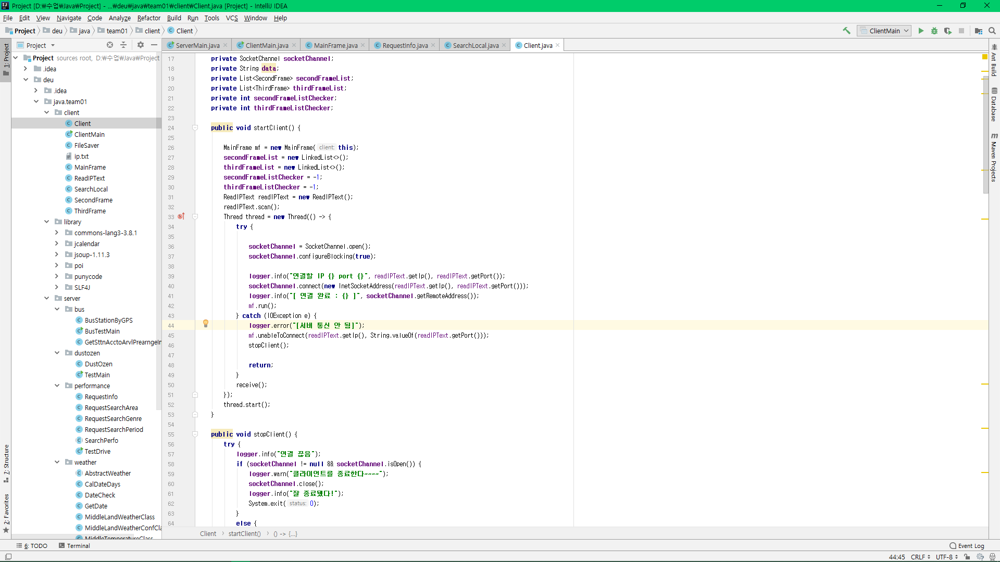 Project [D:₩수업₩Java₩Project] - ...₩deu₩java₩team01₩client₩Client.java [Project] - IntelliJ IDEA
File Edit View Navigate Code Analyze Refactor Build Run Tools VCS Window Help
Project deu java team01 client Client
ClientMain
1: Project
Project
ServerMain.java ClientMain.java MainFrame.java RequestInfo.java SearchLocal.java Client.java
Project sources root, D:₩수업₩Java₩Project
.idea
deu
.idea
java.team01
client
Client
ClientMain
FileSaver
ip.txt
MainFrame
ReadIPText
SearchLocal
SecondFrame
ThirdFrame
library
commons-lang3-3.8.1
jcalendar
jsoup-1.11.3
poi
punycode
SLF4J
server
bus
BusStationByGPS
BusTestMain
GetSttnAcctoArvlPrearngeIn
dustozen
DustOzen
TestMain
performance
RequestInfo
RequestSearchArea
RequestSearchGenre
RequestSearchPeriod
SearchPerfo
TestDrive
weather
AbstractWeather
CalDateDays
DateCheck
GetDate
MiddleLandWeatherClass
MiddleLandWeatherConfCla
MiddleTemperatureClass
7: Structure
2: Favorites
17 private SocketChannel socketChannel;
18 private String data;
19 private List<SecondFrame> secondFrameList;
20 private List<ThirdFrame> thirdFrameList;
21 private int secondFrameListChecker;
22 private int thirdFrameListChecker;
23
24 public void startClient() {
25
26 MainFrame mf = new MainFrame( client: this);
27 secondFrameList = new LinkedList<>();
28 thirdFrameList = new LinkedList<>();
29 secondFrameListChecker = -1;
30 thirdFrameListChecker = -1;
31 ReadIPText readIPText = new ReadIPText();
32 readIPText.scan();
33 Thread thread = new Thread(() -> {
34 try {
35
36 socketChannel = SocketChannel.open();
37 socketChannel.configureBlocking(true);
38
39 logger.info("연결할 IP {} port {}", readIPText.getIp(), readIPText.getPort());
40 socketChannel.connect(new InetSocketAddress(readIPText.getIp(), readIPText.getPort()));
41 logger.info("[ 연결 완료 : {} ]", socketChannel.getRemoteAddress());
42 mf.run();
43 } catch (IOException e) {
44 logger.error("[서버 통신 안 됨]");
45 mf.unableToConnect(readIPText.getIp(), String.valueOf(readIPText.getPort()));
46 stopClient();
47
48 return;
49 }
50 receive();
51 });
52 thread.start();
53 }
54
55 public void stopClient() {
56 try {
57 logger.info("연결 끊음");
58 if (socketChannel != null && socketChannel.isOpen()) {
59 logger.warn("클라이언트를 종료한다~~~~");
60 socketChannel.close();
61 logger.info("잘 종료됐다!");
62 System.exit( status: 0);
63 }
64 else {
Client startClient() () -> {...}
Ant Build
Database
m Maven Projects
6: TODO Terminal Event Log
44:45 CRLF UTF-8